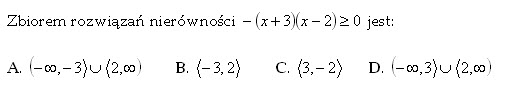 Zbiorem rozwiązań nierówności −(x+3)(x−2)≥0 jest:
A. (−∞,−3⟩∪⟨2,∞) B. ⟨−3,2⟩ C. ⟨3,−2⟩ D. (−∞,3⟩∪⟨2,∞)